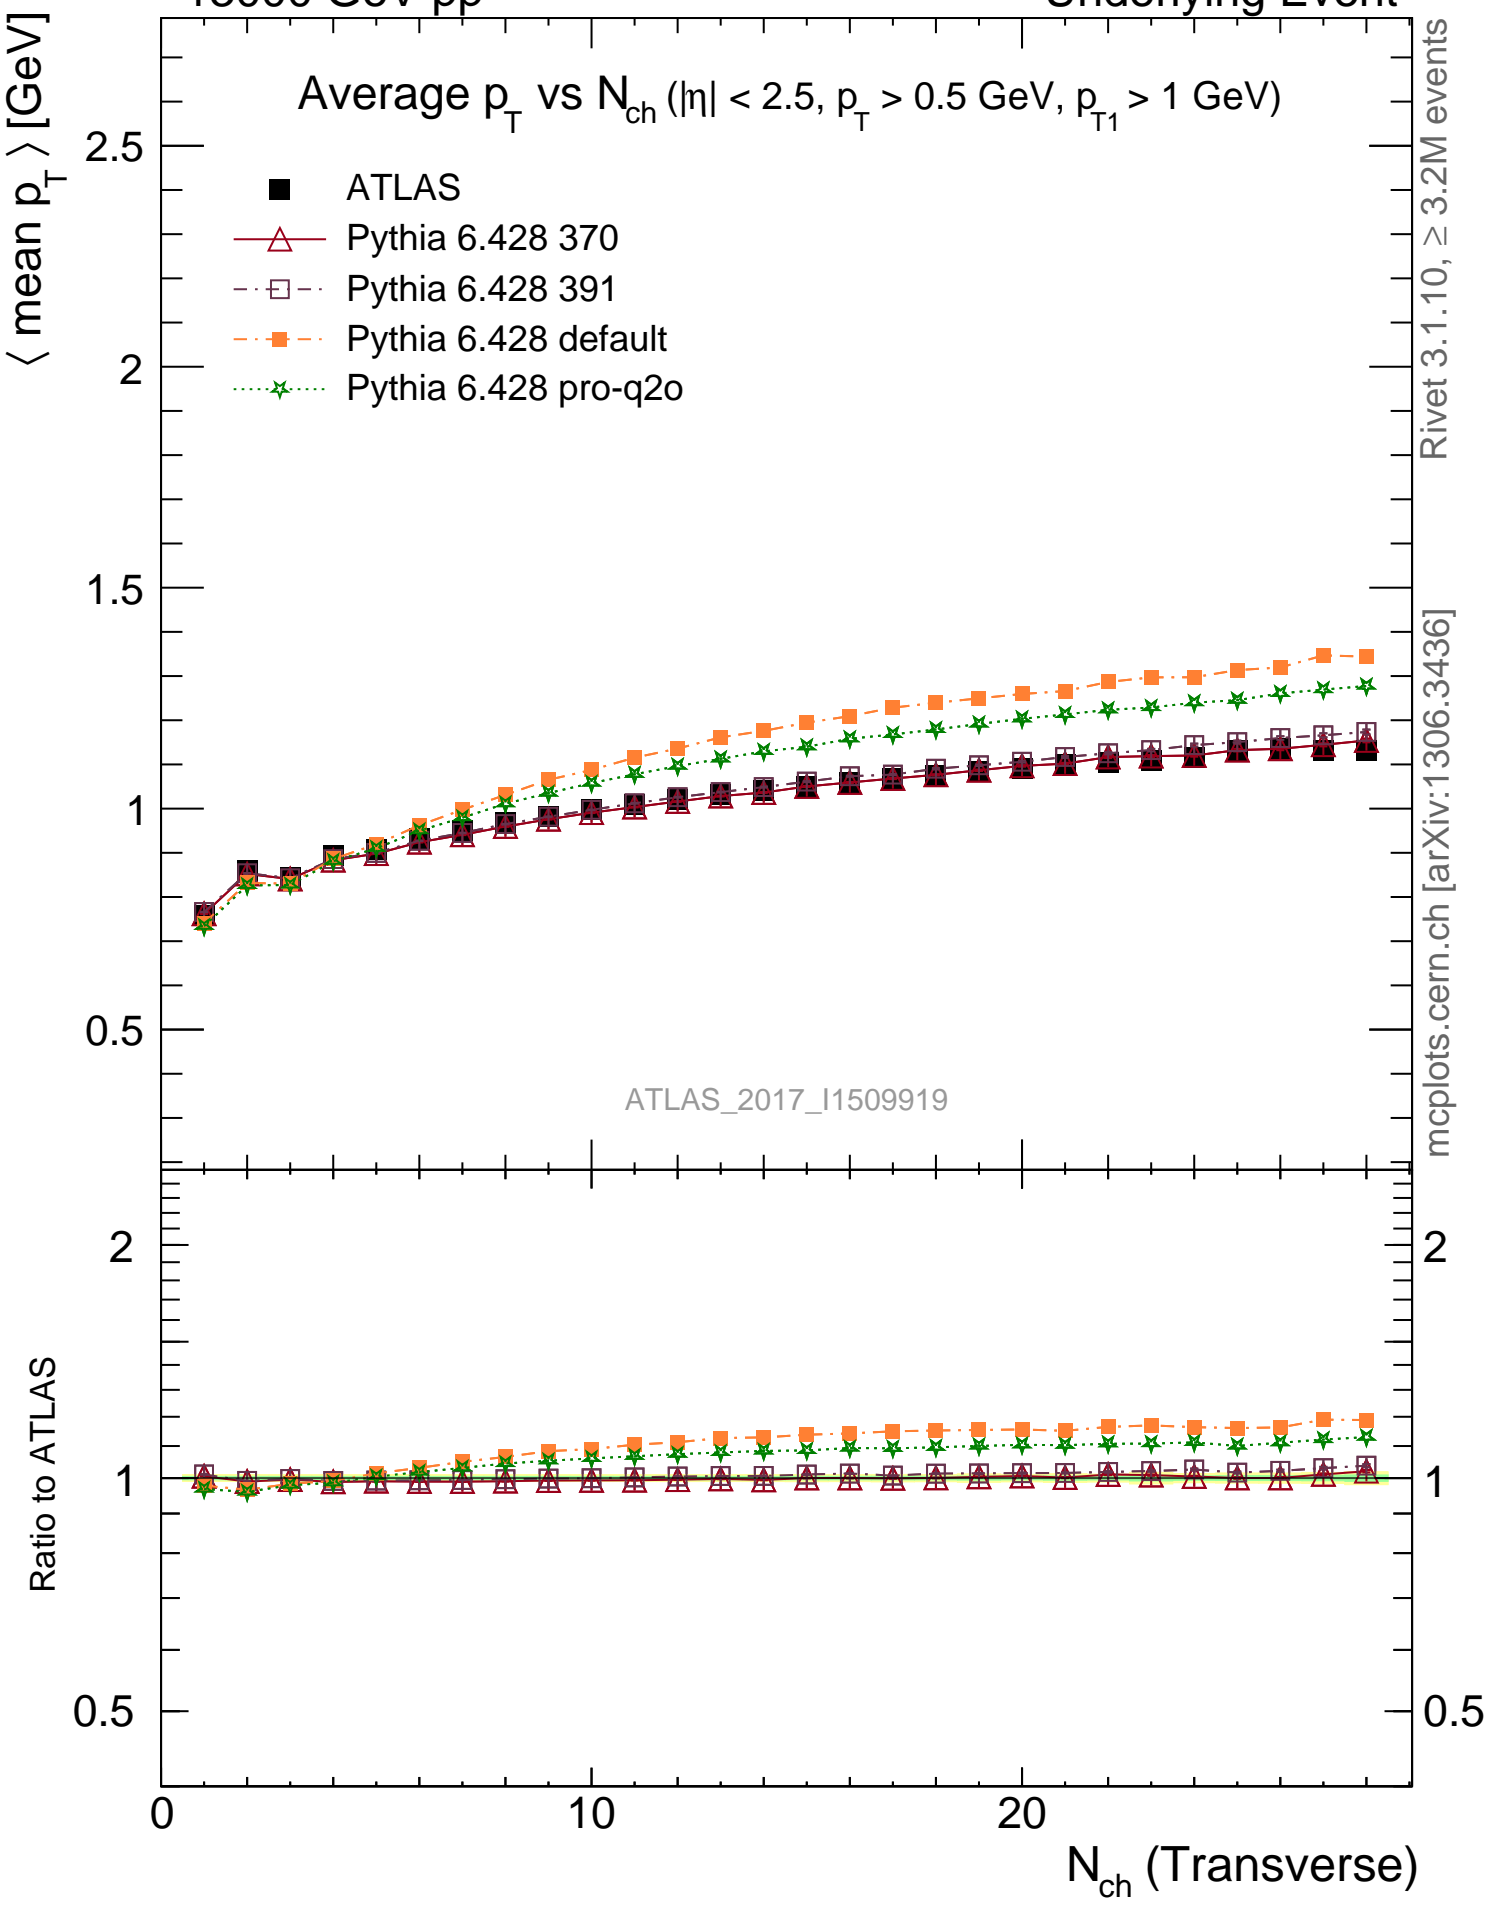 ⟨ mean p_T ⟩ [GeV]
Average p_T vs N_ch (|η| < 2.5, p_T > 0.5 GeV, p_T1 > 1 GeV)
ATLAS
Pythia 6.428 370
Pythia 6.428 391
Pythia 6.428 default
Pythia 6.428 pro-q2o
2.5
2
1.5
1
0.5
ATLAS_2017_I1509919
Rivet 3.1.10, ≥ 3.2M events
mcplots.cern.ch [arXiv:1306.3436]
Ratio to ATLAS
2
1
0.5
2
1
0.5
0
10
20
N_ch (Transverse)